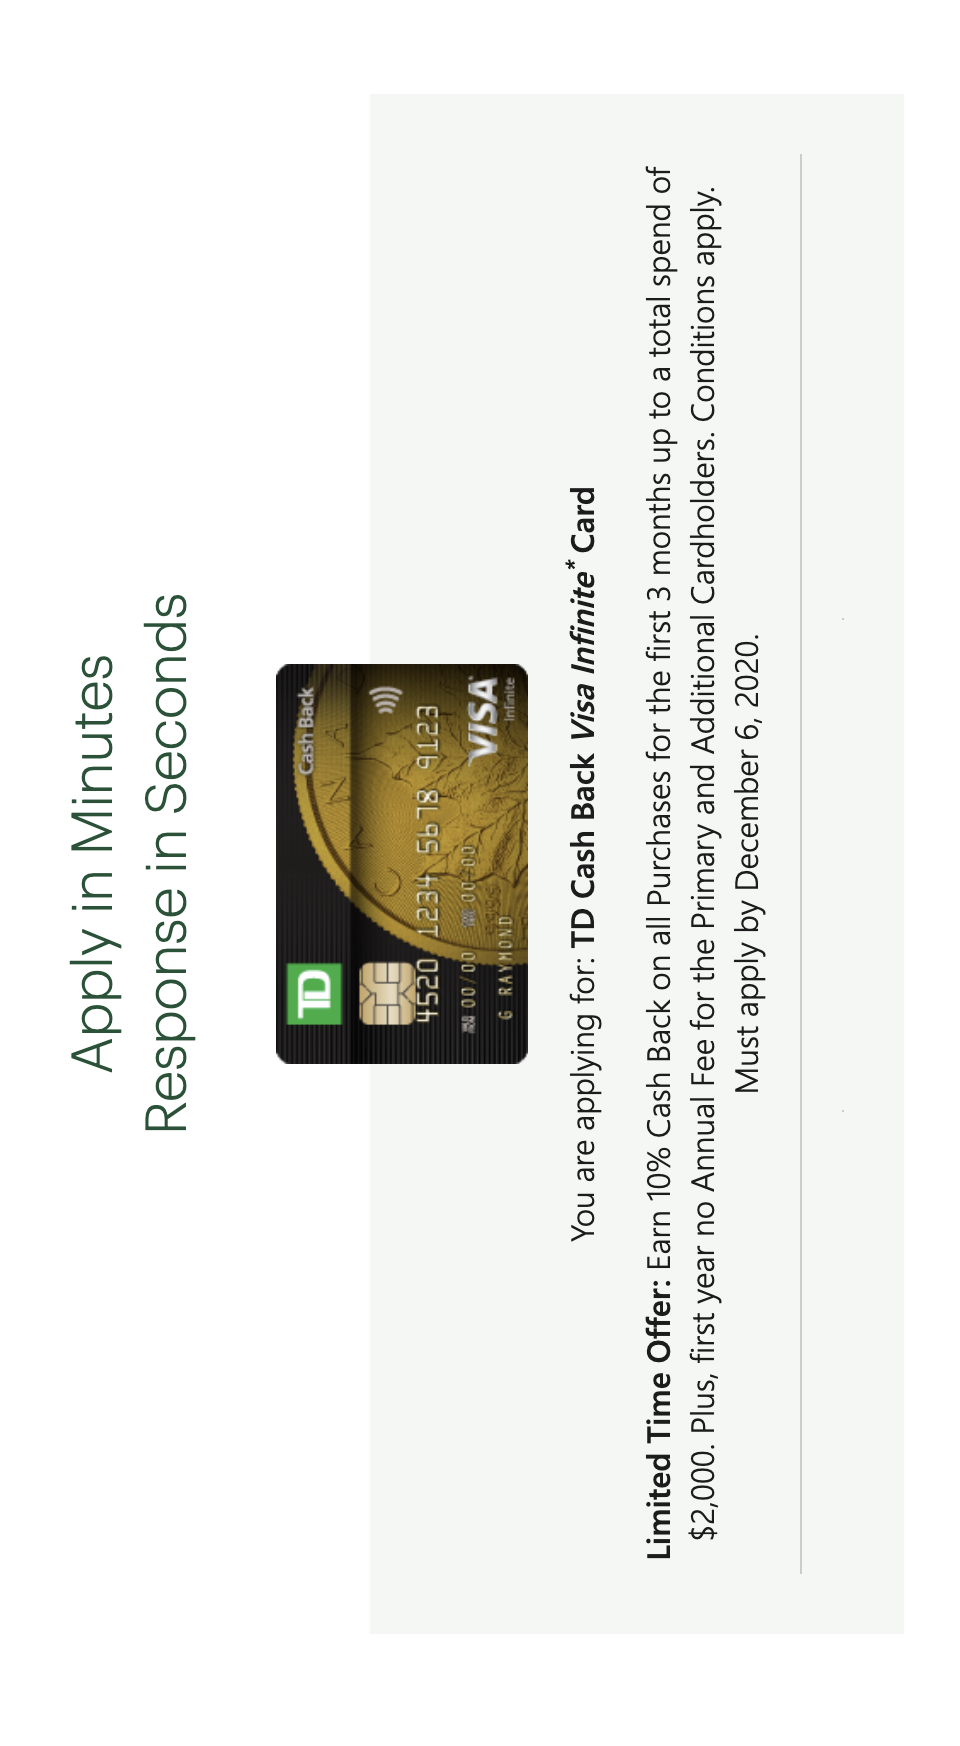 Apply in Minutes
Response in Seconds
TD
Cash Back
4520 1234 5678 9123
00/00 00/00
G RAYMOND
VISA
Infinite
You are applying for: TD Cash Back Visa Infinite* Card
Limited Time Offer: Earn 10% Cash Back on all Purchases for the first 3 months up to a total spend of
$2,000. Plus, first year no Annual Fee for the Primary and Additional Cardholders. Conditions apply.
Must apply by December 6, 2020.